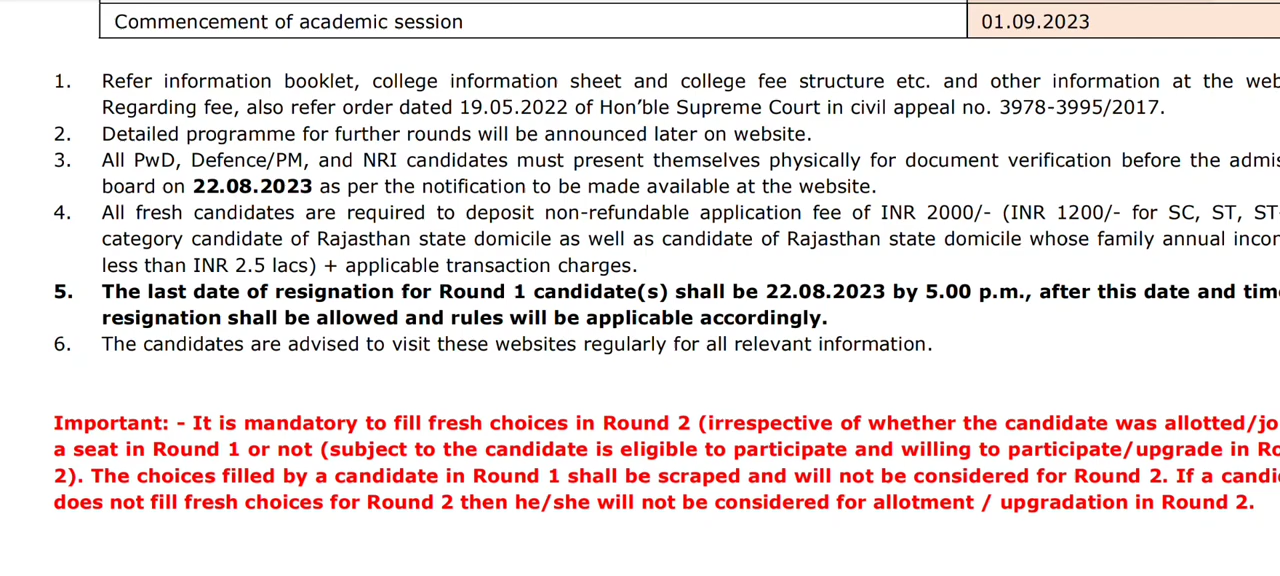 Commencement of academic session 01.09.2023
1. Refer information booklet, college information sheet and college fee structure etc. and other information at the
Regarding fee, also refer order dated 19.05.2022 of Hon’ble Supreme Court in civil appeal no. 3978-3995/2017.
2. Detailed programme for further rounds will be announced later on website.
3. All PwD, Defence/PM, and NRI candidates must present themselves physically for document verification before the
board on 22.08.2023 as per the notification to be made available at the website.
4. All fresh candidates are required to deposit non-refundable application fee of INR 2000/- (INR 1200/- for SC, ST,
category candidate of Rajasthan state domicile as well as candidate of Rajasthan state domicile whose family annual
less than INR 2.5 lacs) + applicable transaction charges.
5. The last date of resignation for Round 1 candidate(s) shall be 22.08.2023 by 5.00 p.m., after this date and
resignation shall be allowed and rules will be applicable accordingly.
6. The candidates are advised to visit these websites regularly for all relevant information.
Important: - It is mandatory to fill fresh choices in Round 2 (irrespective of whether the candidate was
a seat in Round 1 or not (subject to the candidate is eligible to participate and willing to participate/upgrade in
2). The choices filled by a candidate in Round 1 shall be scraped and will not be considered for Round 2. If a
does not fill fresh choices for Round 2 then he/she will not be considered for allotment / upgradation in Round 2.